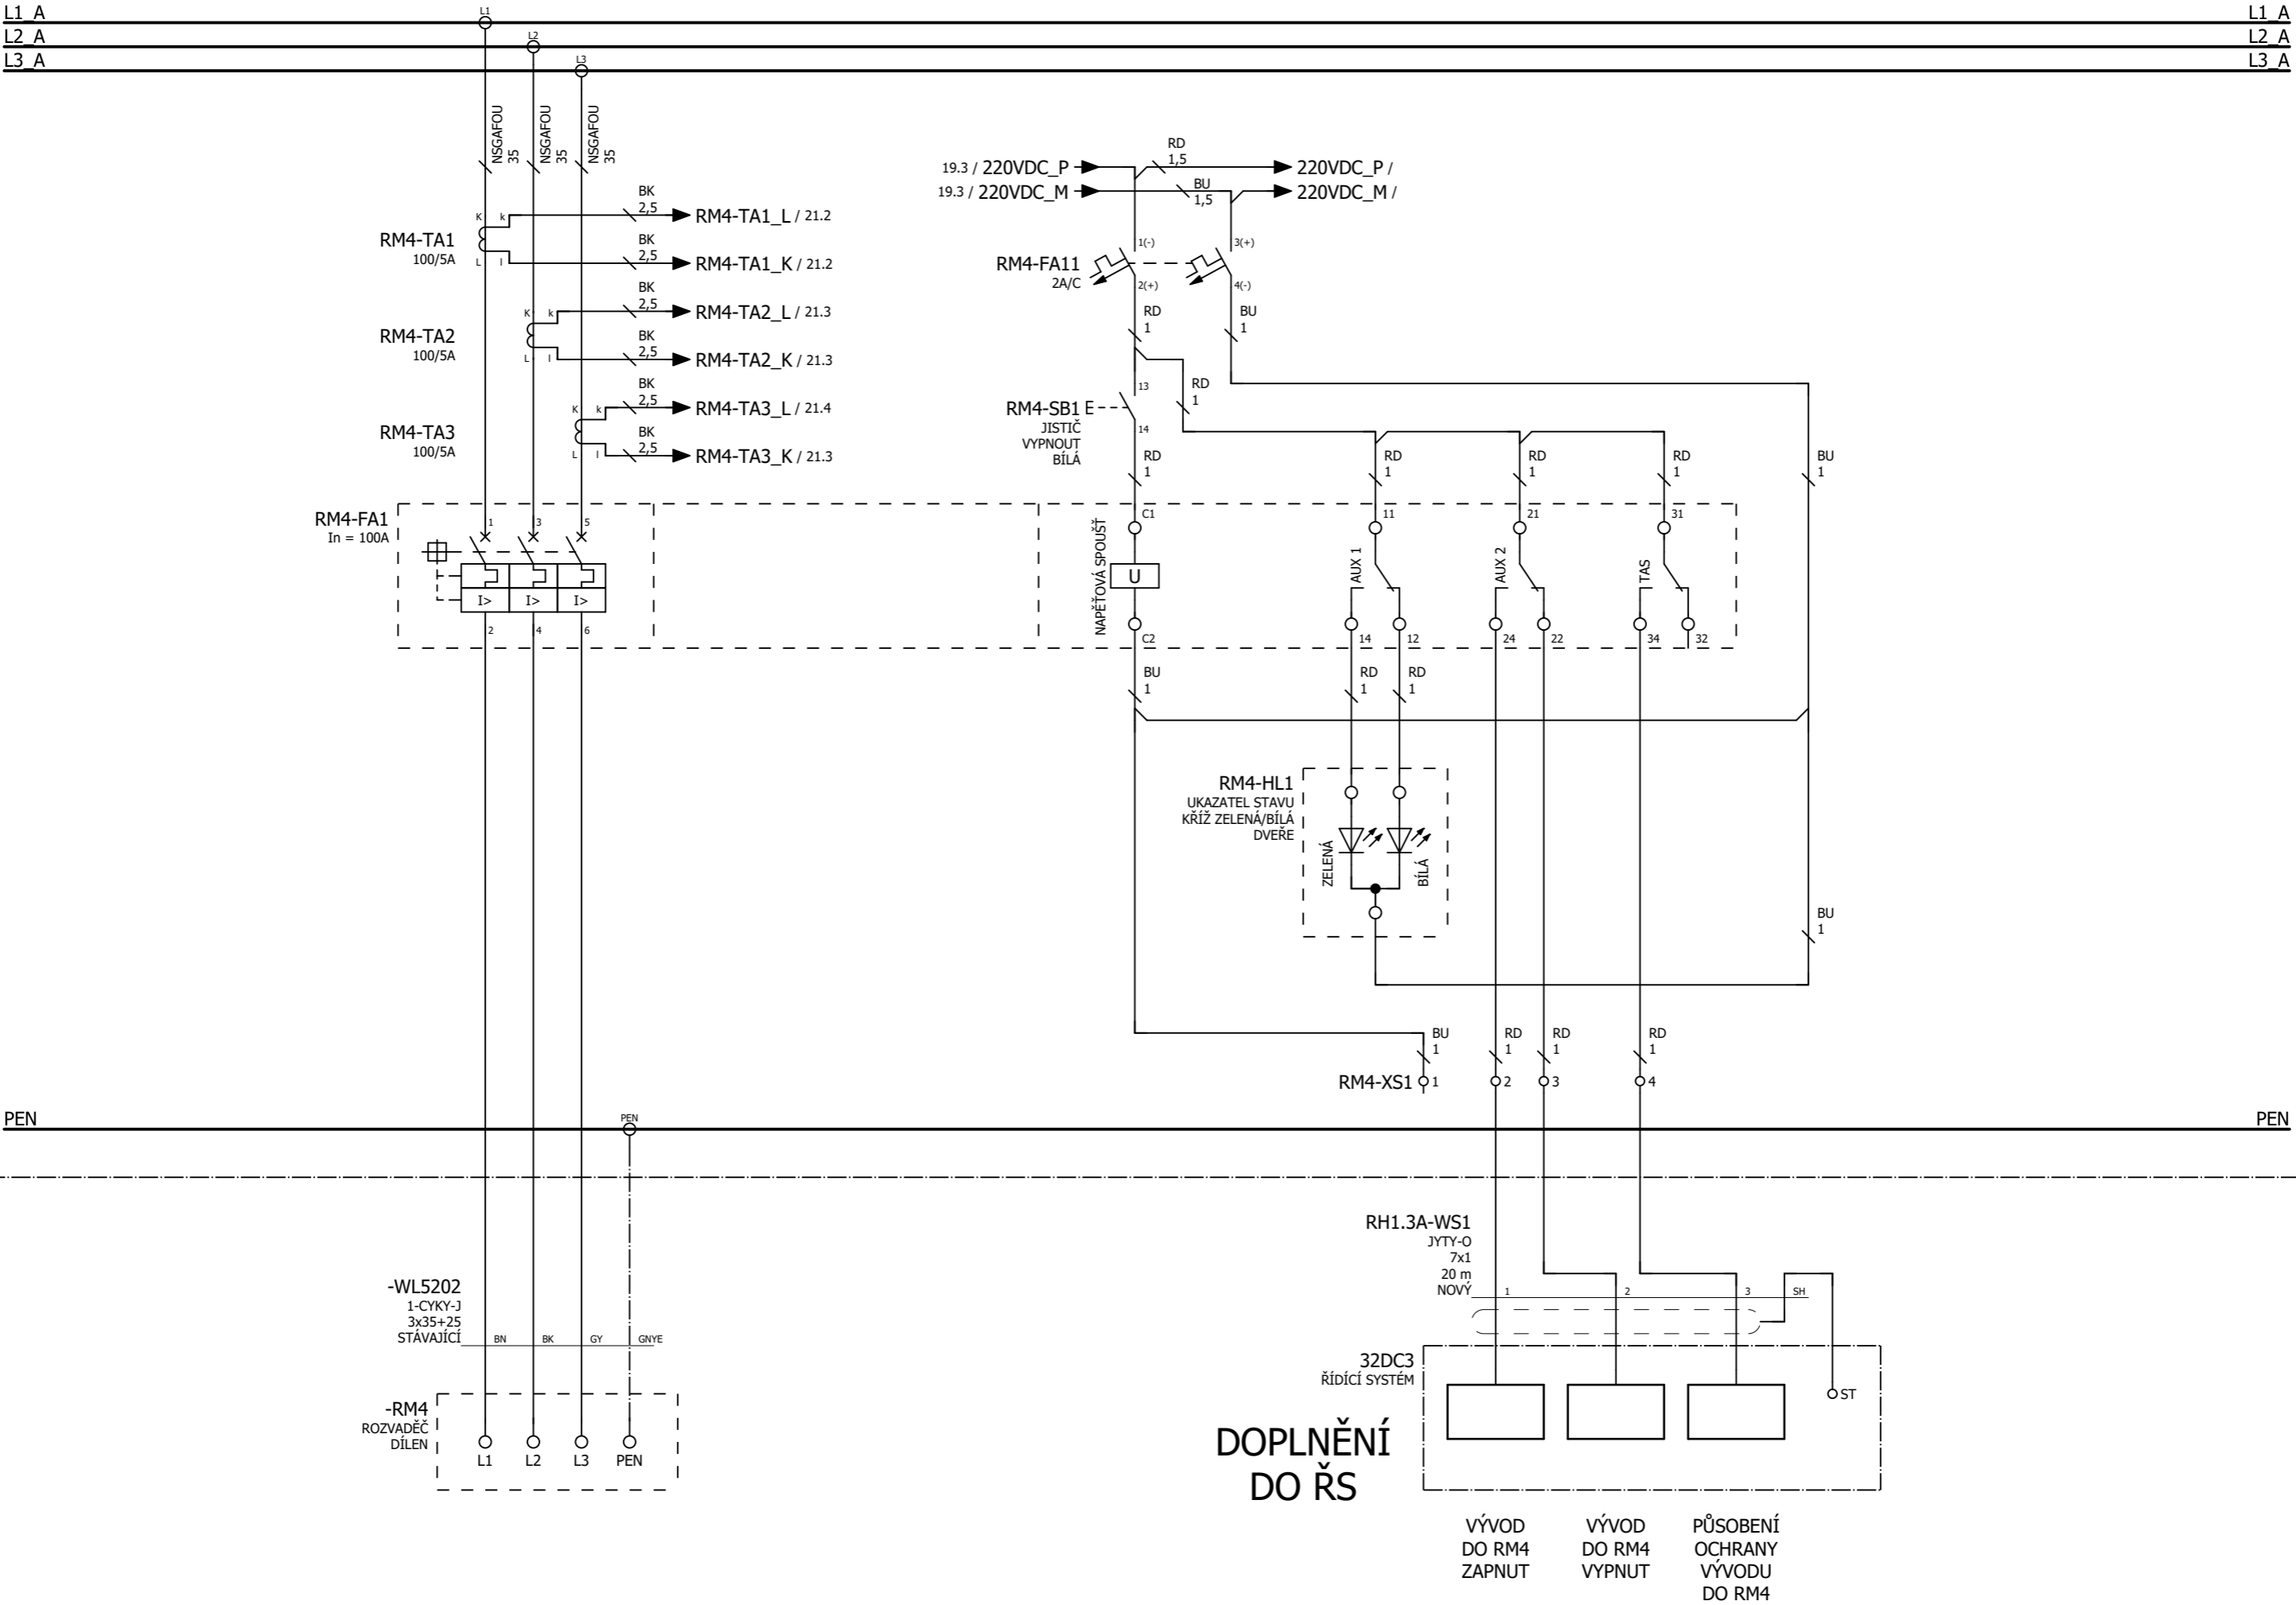 L1_A
L1_A
L2_A
L2_A
L3_A
L3_A
L1
L2
L3
NSGAFOU
35
NSGAFOU
35
NSGAFOU
35
RM4-TA1
100/5A
K k
L l
BK
2,5
RM4-TA1_L / 21.2
BK
2,5
RM4-TA1_K / 21.2
RM4-TA2
100/5A
K k
L l
BK
2,5
RM4-TA2_L / 21.3
BK
2,5
RM4-TA2_K / 21.3
RM4-TA3
100/5A
K k
L l
BK
2,5
RM4-TA3_L / 21.4
BK
2,5
RM4-TA3_K / 21.3
19.3 / 220VDC_P
RD
1,5
220VDC_P /
19.3 / 220VDC_M
BU
1,5
220VDC_M /
RM4-FA11
2A/C
1(-)
2(+)
3(+)
4(-)
RD
1
BU
1
RM4-SB1
E
JISTIČ
VYPNOUT
BÍLÁ
13
14
RD
1
RD
1
RD
1
RD
1
RD
1
BU
1
RM4-FA1
In = 100A
1
3
5
I>
I>
I>
2
4
6
NAPĚŤOVÁ SPOUŠŤ
C1
U
C2
AUX 1
11
14
12
AUX 2
21
24
22
TAS
31
34
32
BU
1
RD
1
RD
1
RM4-HL1
UKAZATEL STAVU
KŘÍŽ ZELENÁ/BÍLÁ
DVEŘE
ZELENÁ
BÍLÁ
BU
1
BU
1
RD
1
RD
1
RD
1
RM4-XS1
1
2
3
4
PEN
PEN
PEN
-WL5202
1-CYKY-J
3x35+25
STÁVAJÍCÍ
BN
BK
GY
GNYE
-RM4
ROZVADĚČ
DÍLEN
L1
L2
L3
PEN
RH1.3A-WS1
JYTY-O
7x1
20 m
NOVÝ
1
2
3
SH
32DC3
ŘÍDÍCÍ SYSTÉM
ST
DOPLNĚNÍ
DO ŘS
VÝVOD
DO RM4
ZAPNUT
VÝVOD
DO RM4
VYPNUT
PŮSOBENÍ
OCHRANY
VÝVODU
DO RM4